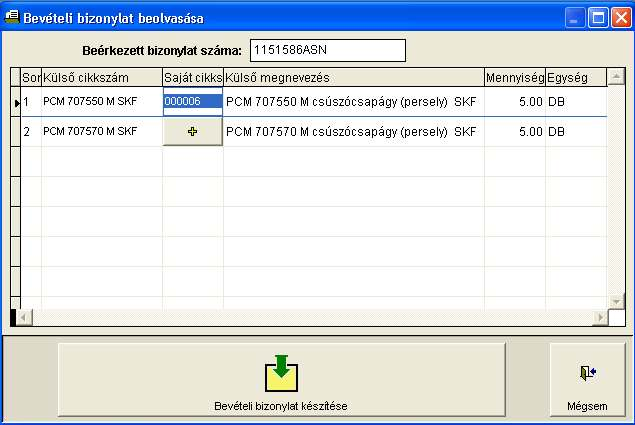 Bevételi bizonylat beolvasása
Beérkezett bizonylat száma: 1151586ASN
Sor Külső cikkszám Saját cikks Külső megnevezés Mennyiség Egység
1 PCM 707550 M SKF 000006 PCM 707550 M csúszócsapágy (persely) SKF 5.00 DB
2 PCM 707570 M SKF PCM 707570 M csúszócsapágy (persely) SKF 5.00 DB
Bevételi bizonylat készítése
Mégsem